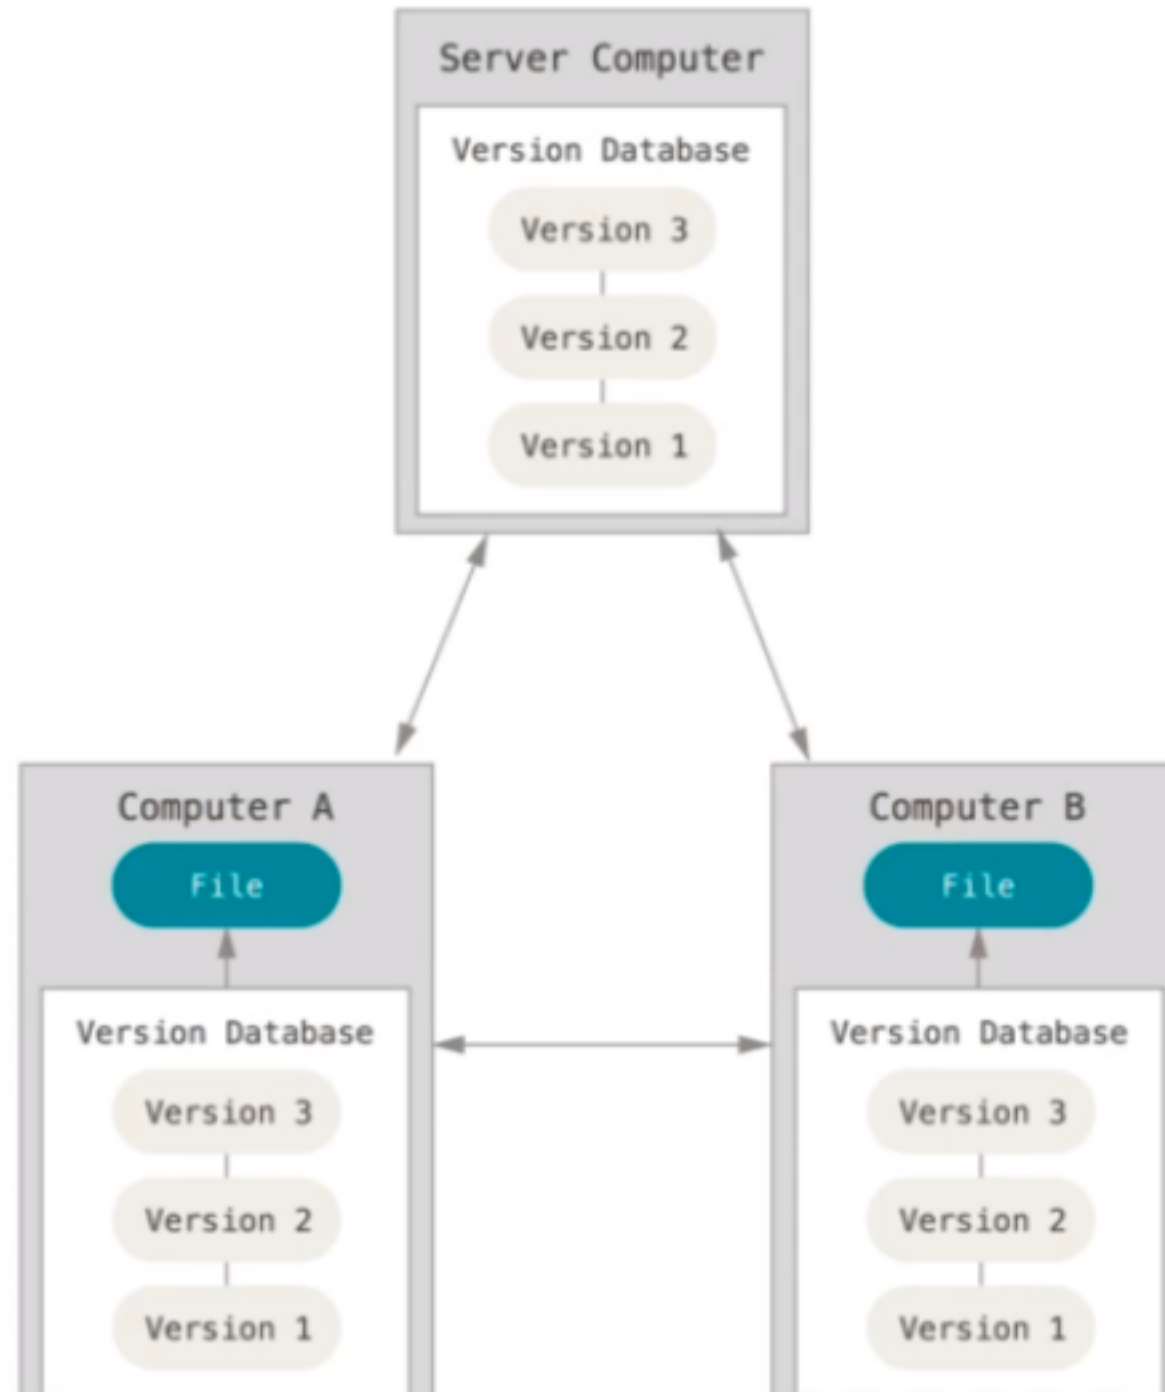 Server Computer
Version Database
Version 3
Version 2
Version 1
Computer A
File
Version Database
Version 3
Version 2
Version 1
Computer B
File
Version Database
Version 3
Version 2
Version 1